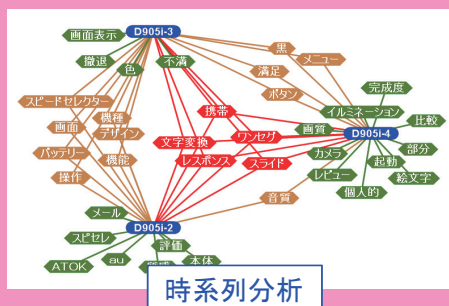 D905i-3
画面表示
黒
メニュー
撤退
色
不満
満足
完成度
ボタン
スピードセレクター
携帯
イルミネーション
機種
比較
画面
画質
デザイン
文字変換
ワンセグ
D905i-4
バッテリー
カメラ
部分
機能
レスポンス
スライド
起動
操作
レビュー
絵文字
個人的
音質
メール
D905i-2
スピセレ
評価
au
本体
ATOK
時系列分析